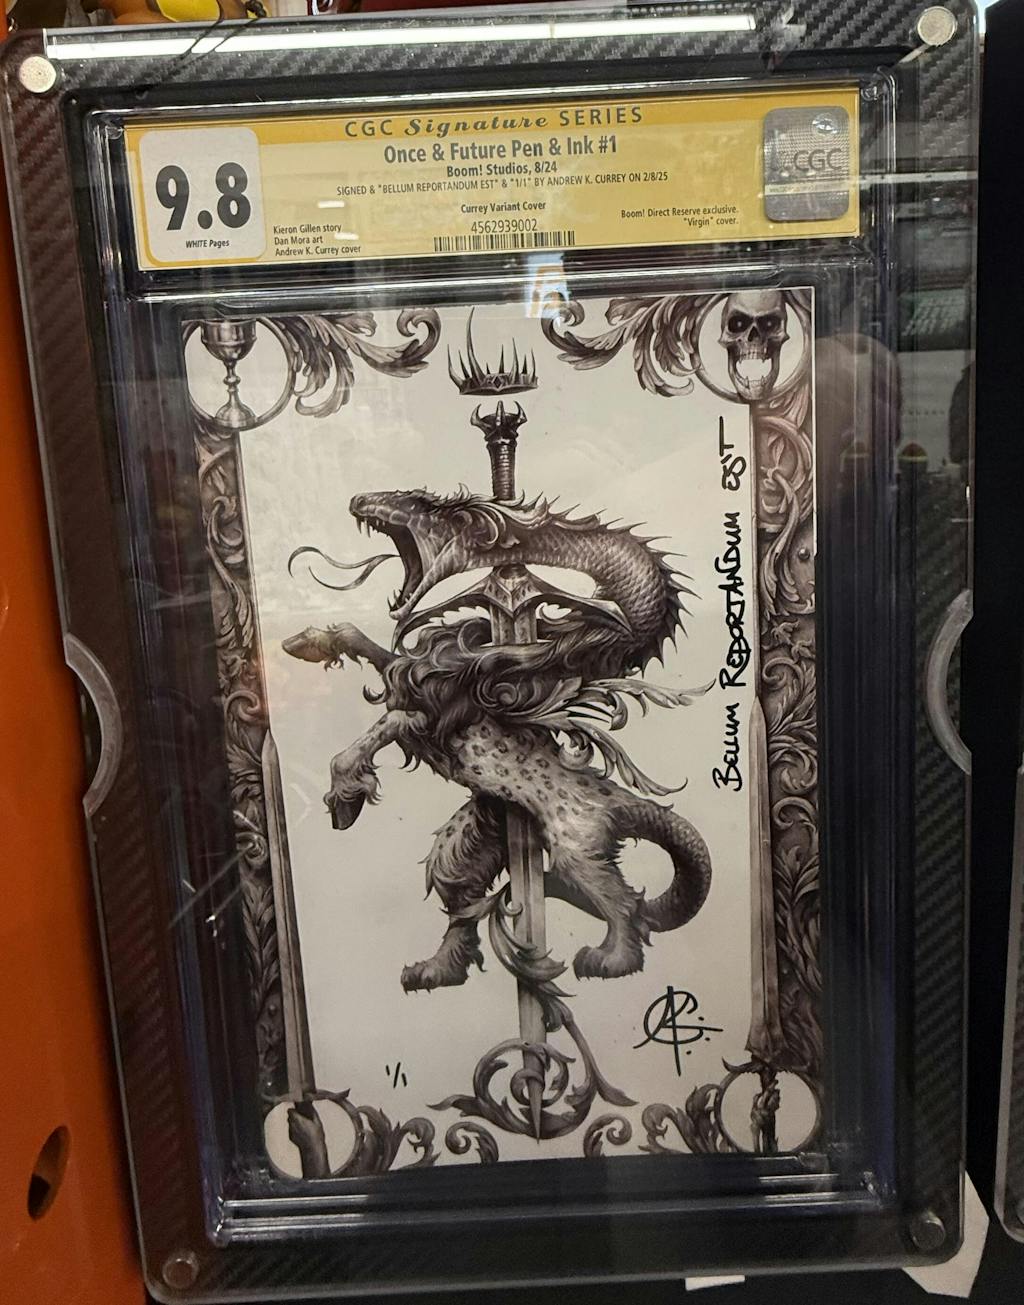 CGC Signature SERIES
9.8
WHITE Pages
Once & Future Pen & Ink #1
Boom! Studios, 8/24
SIGNED & "BELLUM REPORTANDUM EST" & "1/1" BY ANDREW K. CURREY ON 2/8/25
Currey Variant Cover
4562939002
Kieron Gillen story
Dan Mora art
Andrew K. Currey cover
Boom! Direct Reserve exclusive.
"Virgin" cover.
CGC
BELLUM REPORTANDUM EST
1/1